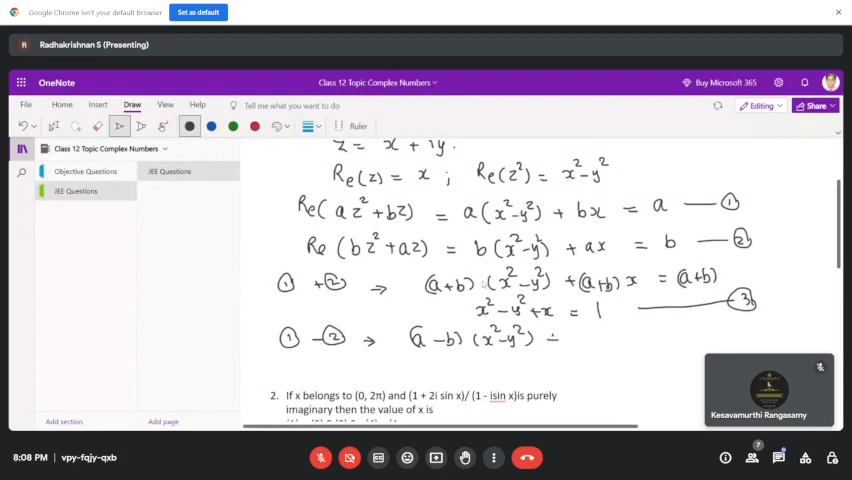 Google Chrome isn't your default browser Set as default
R Radhakrishnan S (Presenting)
OneNote Class 12 Topic Complex Numbers Buy Microsoft 365
File Home Insert Draw View Help Tell me what you want to do Editing Share
Ruler
Class 12 Topic Complex Numbers
Objective Questions
JEE Questions
JEE Questions
z = x + iy.
Re(z) = x ; Re(z²) = x² - y²
Re(az² + bz) = a(x² - y²) + bx = a — ①
Re(bz² + az) = b(x² - y²) + ax = b — ②
① + ② → (a+b) (x² - y²) + (a+b) x = (a+b)
x² - y² + x = 1 — ③
① - ② → (a - b) (x² - y²)
2. If x belongs to (0, 2π) and (1 + 2i sin x)/ (1 - isin x)is purely
imaginary then the value of x is
Add section Add page
K
Kesavamurthi Rangasamy
8:08 PM vpy-fqjy-qxb
7